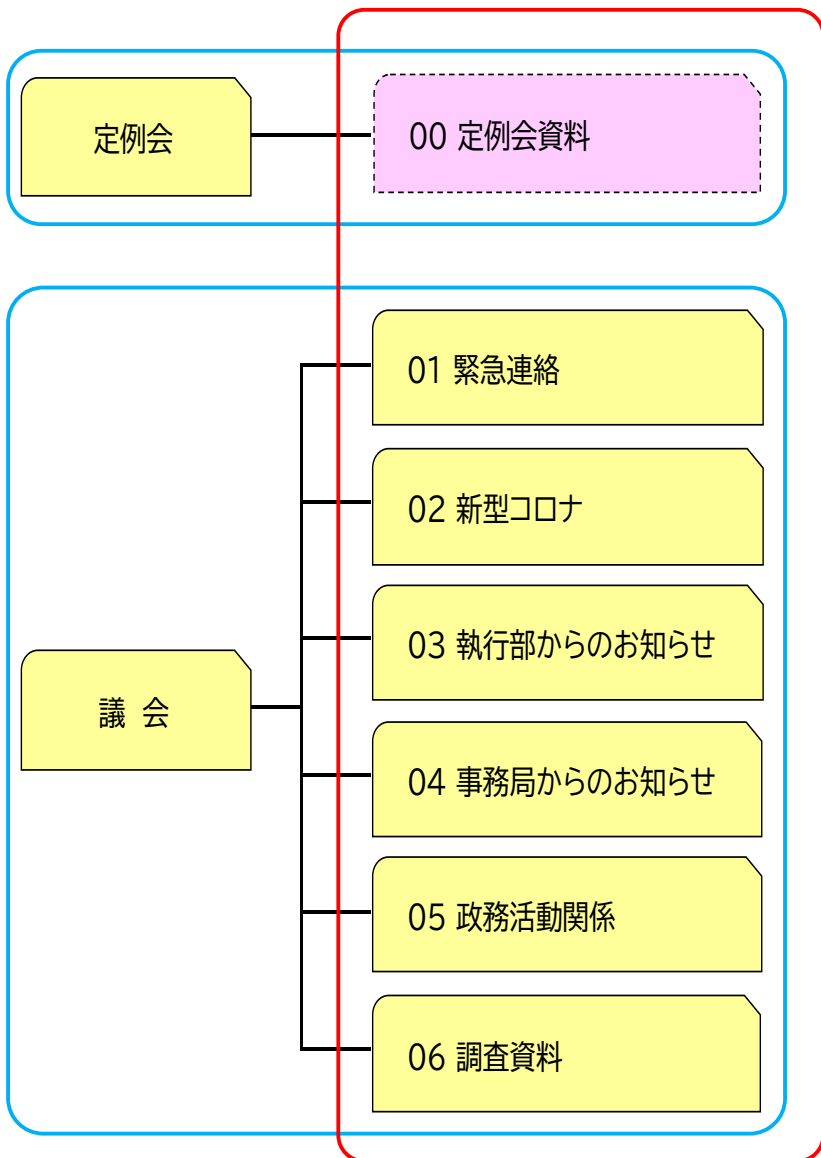 定例会
00 定例会資料
01 緊急連絡
02 新型コロナ
03 執行部からのお知らせ
議 会
04 事務局からのお知らせ
05 政務活動関係
06 調査資料